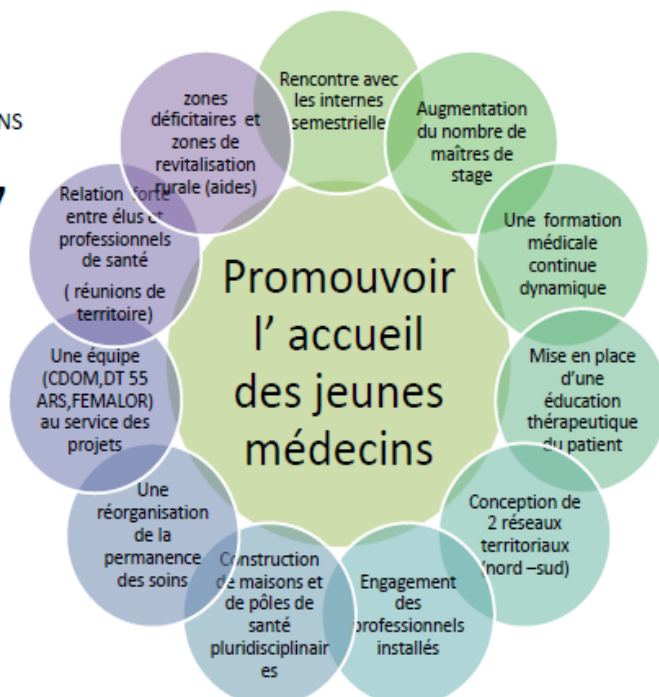 NS
7
Promouvoir
l’ accueil
des jeunes
médecins
Rencontre avec
les internes
semestrielle
Augmentation
du nombre de
maîtres de
stage
Une formation
médicale
continue
dynamique
Mise en place
d’une
éducation
thérapeutique
du patient
Conception de
2 réseaux
territoriaux
(nord –sud)
Engagement
des
professionnels
installés
Construction
de maisons et
de pôles de
santé
pluridisciplinair
es
Une
réorganisation
de la
permanence
des soins
Une équipe
(CDOM,DT 55
ARS,FEMALOR)
au service des
projets
Relation forte
entre élus et
professionnels
de santé
( réunions de
territoire)
zones
déficitaires et
zones de
revitalisation
rurale (aides)